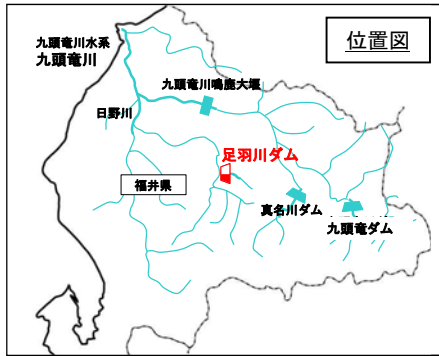 位置図
九頭竜川水系
九頭竜川
九頭竜川鳴鹿大堰
日野川
足羽川ダム
福井県
真名川ダム
九頭竜ダム